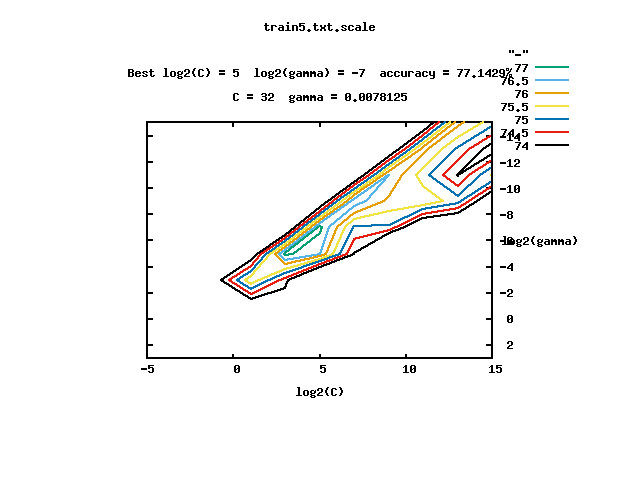 train5.txt.scale
"-"
Best log2(C) = 5  log2(gamma) = -7  accuracy = 77.1429%
C = 32  gamma = 0.0078125
77
76.5
76
75.5
75
74.5
74
-14
-12
-10
-8
-6
log2(gamma)
-4
-2
0
2
-5 0 5 10 15
log2(C)